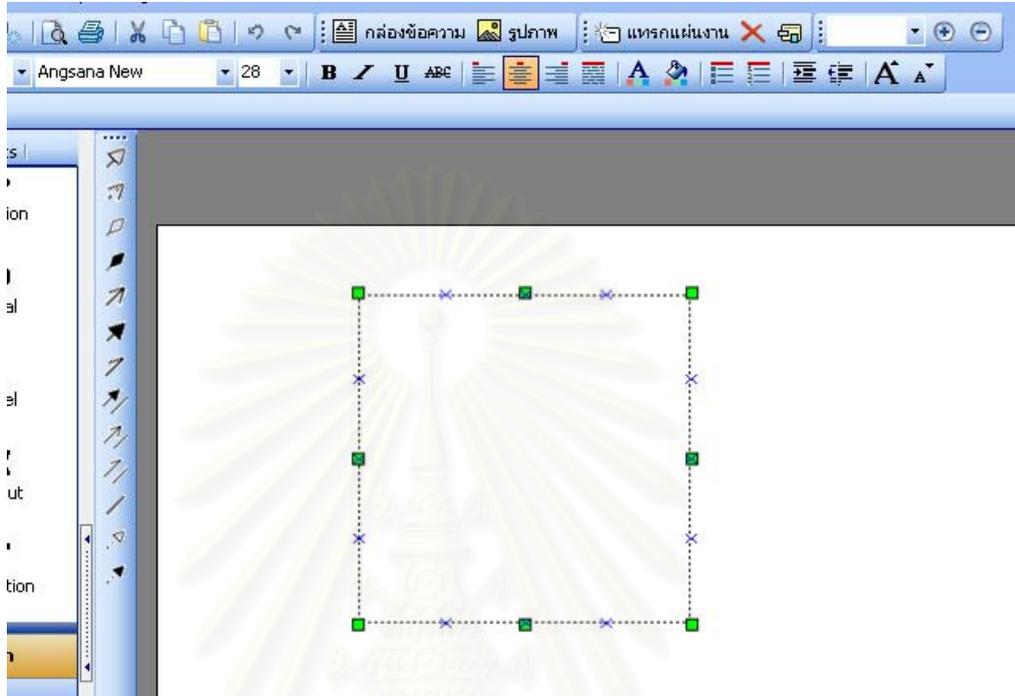 กล่องข้อความ รูปภาพ แทรกแผ่นงาน
Angsana New 28 B I U ABC A A A
s
ion
al
el
ut
tion
n